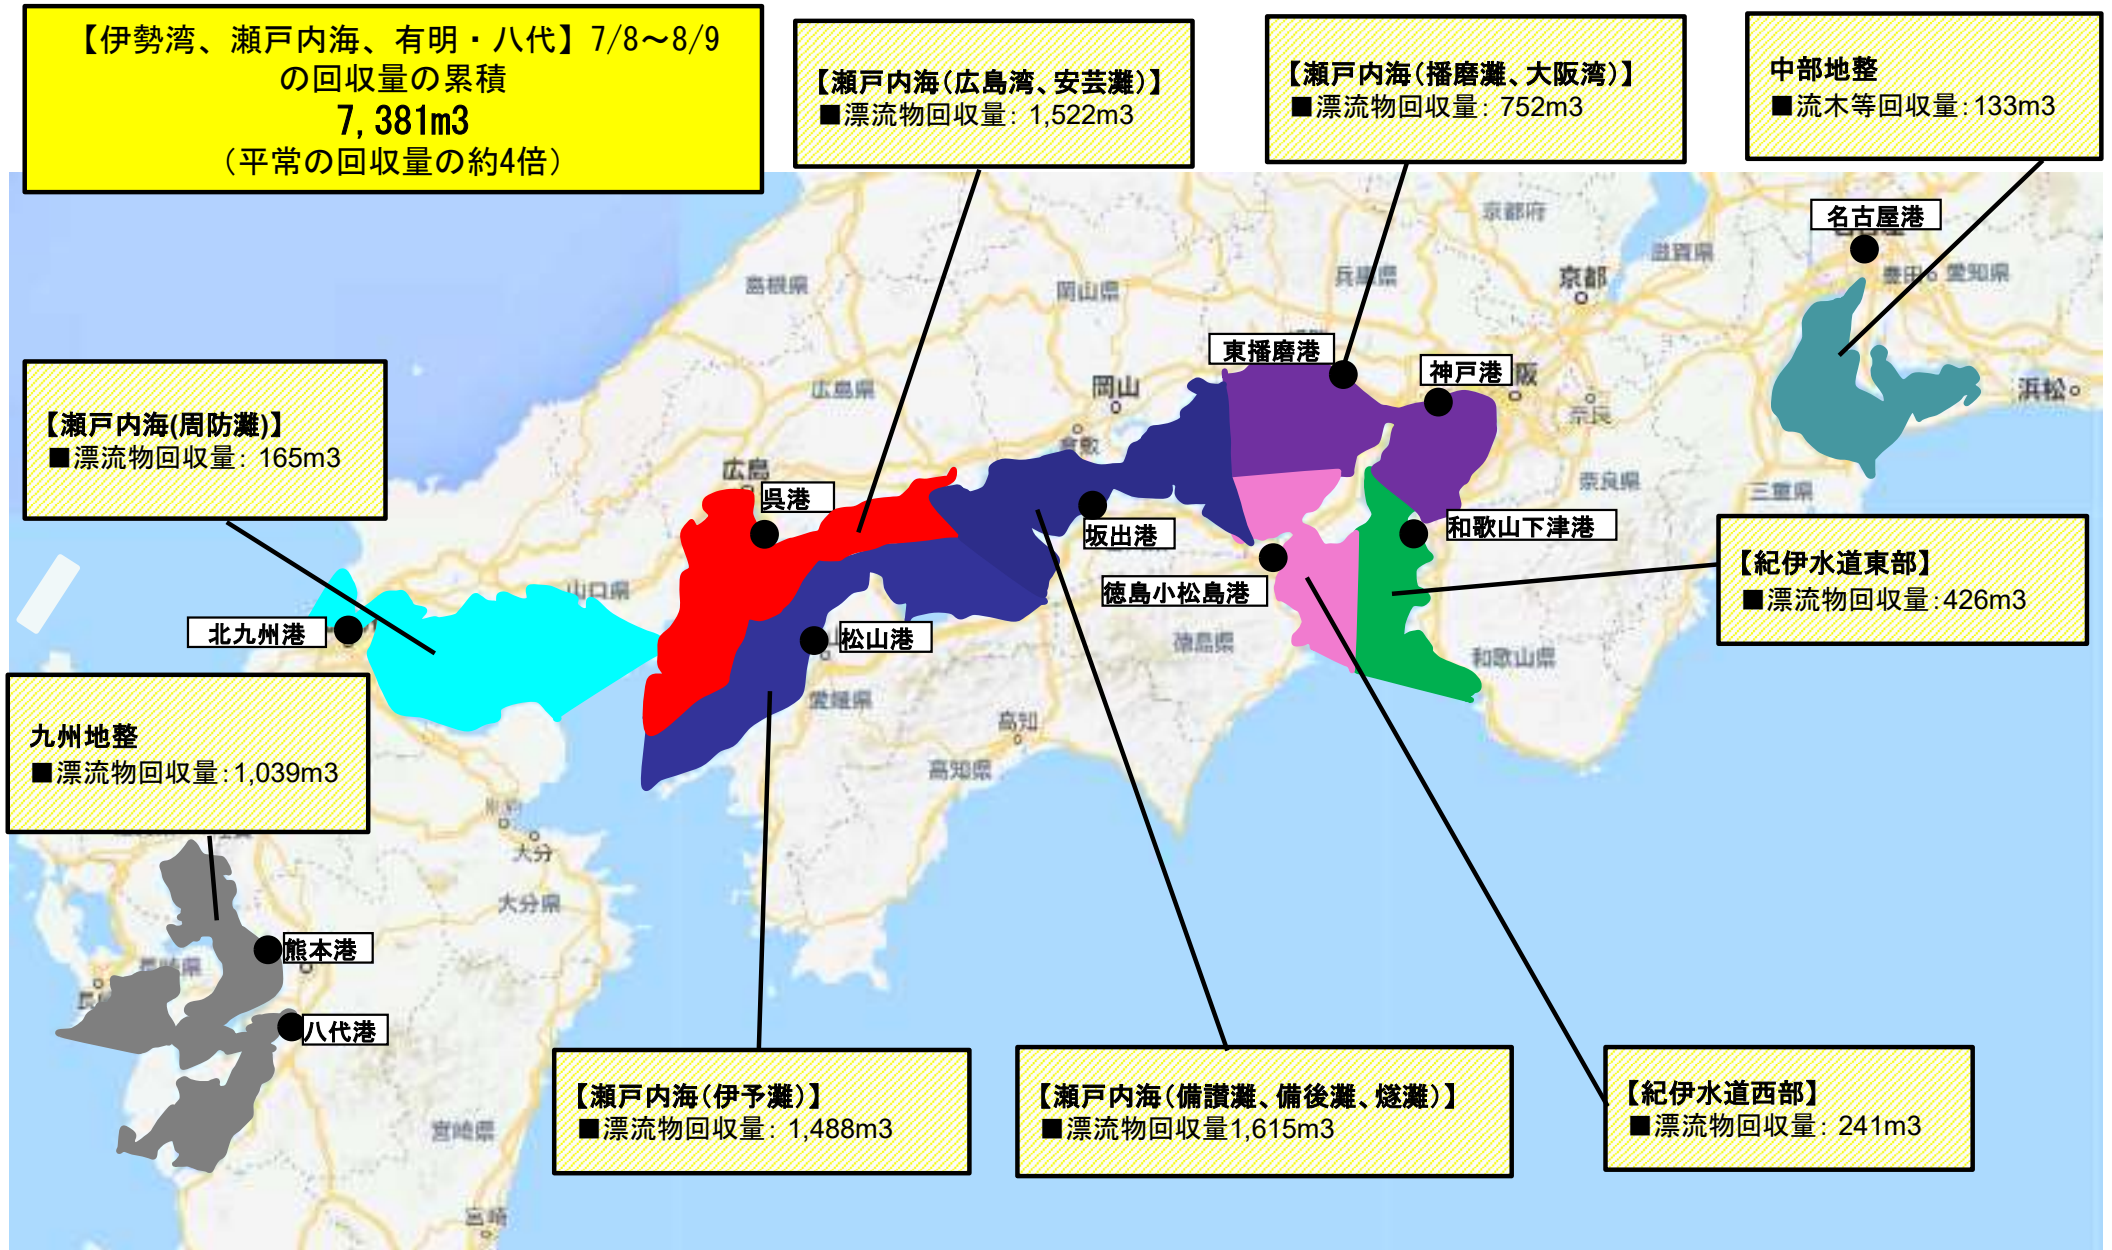 【伊勢湾、瀬戸内海、有明・八代】7/8～8/9
の回収量の累積
7,381m3
（平常の回収量の約4倍）
【瀬戸内海（広島湾、安芸灘）】
■漂流物回収量： 1,522m3
【瀬戸内海（播磨灘、大阪湾）】
■漂流物回収量： 752m3
中部地整
■流木等回収量：133m3
名古屋港
京都府
滋賀県
島根県
岡山県
兵庫県
京都
豊田
愛知県
東播磨港
神戸港
阪
広島県
岡山
奈良
浜松
【瀬戸内海(周防灘)】
■漂流物回収量： 165m3
倉敷
広島
呉港
坂出港
奈良県
三重県
和歌山下津港
【紀伊水道東部】
■漂流物回収量：426m3
山口県
徳島小松島港
北九州港
松山港
徳島県
和歌山県
九州地整
■漂流物回収量：1,039m3
愛媛県
高知
高知県
大分
大分県
熊本港
長崎県
八代港
【瀬戸内海（伊予灘）】
■漂流物回収量： 1,488m3
【瀬戸内海（備讃灘、備後灘、燧灘）】
■漂流物回収量1,615m3
【紀伊水道西部】
■漂流物回収量： 241m3
宮崎県
宮崎